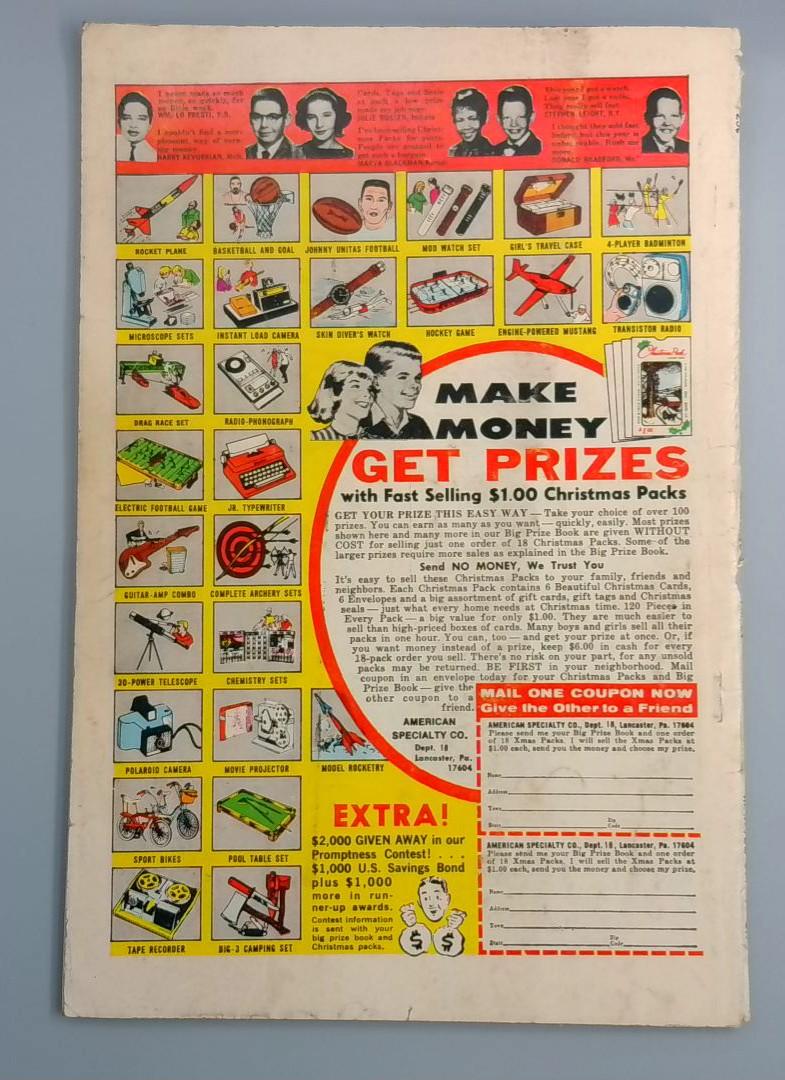 I never made so much
money, so quickly, for
so little work.
WM. LO PRESTI, P.R.
I couldn't find a more
pleasant way of earn-
ing money.
HARRY KEVORKIAN, Mich.
Cards, Tags and Seals
at such a low price
made my job easy.
JULIE ROSLER, Indiana
I've been selling Christ-
mas Packs for years.
People are amazed to
get such a bargain.
MARVA BLACKMAN
This year I got a watch.
Last year I got a radio.
They really sell fast.
STEPHEN LEIGHT, N.Y.
I thought they sold fast
before, but this year is
unbelievable. Rush me
more.
DONALD BRADFORD,
ROCKET PLANE
BASKETBALL AND GOAL
JOHNNY UNITAS FOOTBALL
MOD WATCH SET
GIRL'S TRAVEL CASE
4-PLAYER BADMINTON
MICROSCOPE SETS
INSTANT LOAD CAMERA
SKIN DIVER'S WATCH
HOCKEY GAME
ENGINE-POWERED MUSTANG
TRANSISTOR RADIO
DRAG RACE SET
RADIO-PHONOGRAPH
ELECTRIC FOOTBALL GAME
JR. TYPEWRITER
GUITAR-AMP COMBO
COMPLETE ARCHERY SETS
30-POWER TELESCOPE
CHEMISTRY SETS
POLAROID CAMERA
MOVIE PROJECTOR
MODEL ROCKETRY
SPORT BIKES
POOL TABLE SET
TAPE RECORDER
BIG-3 CAMPING SET
Christmas Pack
MAKE
MONEY
GET PRIZES
with Fast Selling $1.00 Christmas Packs
GET YOUR PRIZE THIS EASY WAY — Take your choice of over 100
prizes. You can earn as many as you want — quickly, easily. Most prizes
shown here and many more in our Big Prize Book are given WITHOUT
COST for selling just one order of 18 Christmas Packs. Some of the
larger prizes require more sales as explained in the Big Prize Book.
Send NO MONEY, We Trust You
It's easy to sell these Christmas Packs to your family, friends and
neighbors. Each Christmas Pack contains 6 Beautiful Christmas Cards,
6 Envelopes and a big assortment of gift cards, gift tags and Christmas
seals — just what every home needs at Christmas time. 120 Pieces in
Every Pack — a big value for only $1.00. They are much easier to
sell than high-priced boxes of cards. Many boys and girls sell all their
packs in one hour. You can, too — and get your prize at once. Or, if
you want money instead of a prize, keep $6.00 in cash for every
18-pack order you sell. There's no risk on your part, for any unsold
packs may be returned. BE FIRST in your neighborhood. Mail
coupon in an envelope today for your Christmas Packs and Big
Prize Book — give the
other coupon to a
friend.
AMERICAN
SPECIALTY CO.
Dept. 18
Lancaster, Pa.
17604
EXTRA!
$2,000 GIVEN AWAY in our
Promptness Contest! . . .
$1,000 U.S. Savings Bond
plus $1,000
more in run-
ner-up awards.
Contest information
is sent with your
big prize book and
Christmas packs.
$ $
MAIL ONE COUPON NOW
Give the Other to a Friend
AMERICAN SPECIALTY CO., Dept. 18, Lancaster, Pa. 17604
Please send me your Big Prize Book and one order
of 18 Xmas Packs. I will sell the Xmas Packs at
$1.00 each, send you the money and choose my prize.
Name
Address
Town
State Zip Code
AMERICAN SPECIALTY CO., Dept. 18, Lancaster, Pa. 17604
Please send me your Big Prize Book and one order
of 18 Xmas Packs. I will sell the Xmas Packs at
$1.00 each, send you the money and choose my prize.
Name
Address
Town
State Zip Code